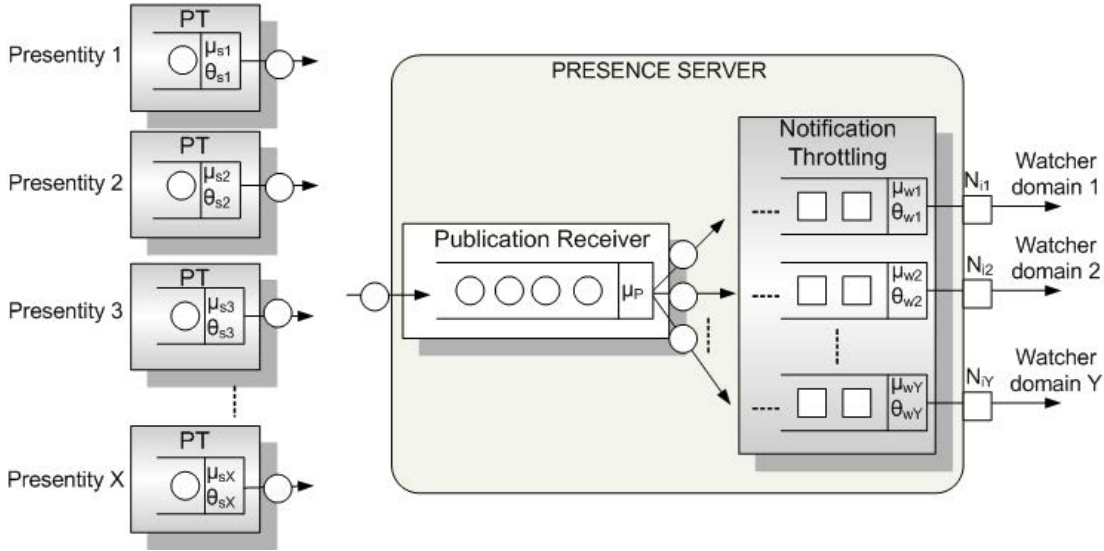 PT
Presentity 1
μs1
θs1
PT
Presentity 2
μs2
θs2
PT
Presentity 3
μs3
θs3
PT
Presentity X
μsX
θsX
PRESENCE SERVER
Publication Receiver
μP
Notification
Throttling
μw1
θw1
μw2
θw2
μwY
θwY
Ni1
Watcher
domain 1
Ni2
Watcher
domain 2
NiY
Watcher
domain Y